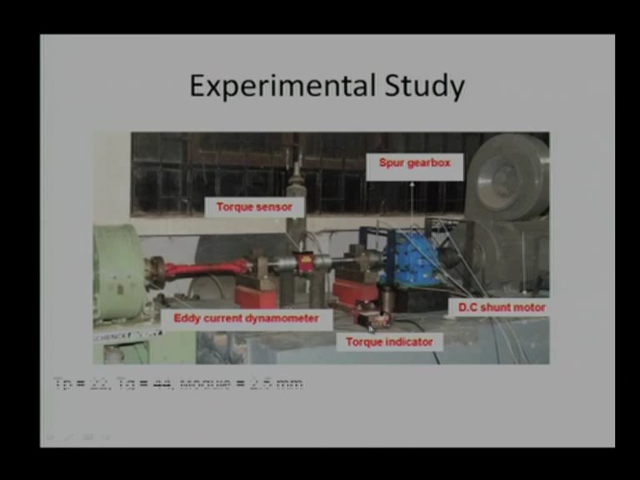 Experimental Study
Spur gearbox
Torque sensor
D.C shunt motor
Eddy current dynamometer
Torque indicator
SCHENCK
Tp = 22, Tg = 44, Module = 2.5 mm